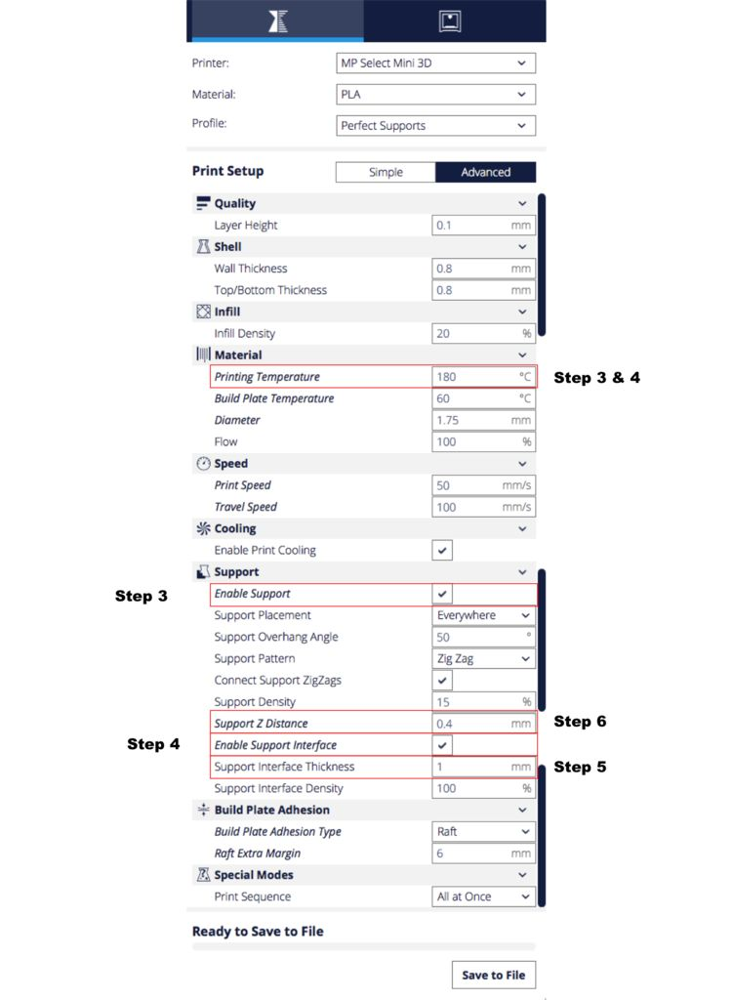 Printer: MP Select Mini 3D
Material: PLA
Profile: Perfect Supports
Print Setup Simple Advanced
Quality
Layer Height 0.1 mm
Shell
Wall Thickness 0.8 mm
Top/Bottom Thickness 0.8 mm
Infill
Infill Density 20 %
Material
Printing Temperature 180 °C Step 3 & 4
Build Plate Temperature 60 °C
Diameter 1.75 mm
Flow 100 %
Speed
Print Speed 50 mm/s
Travel Speed 100 mm/s
Cooling
Enable Print Cooling
Support
Step 3 Enable Support
Support Placement Everywhere
Support Overhang Angle 50 °
Support Pattern Zig Zag
Connect Support ZigZags
Support Density 15 %
Support Z Distance 0.4 mm Step 6
Step 4 Enable Support Interface
Support Interface Thickness 1 mm Step 5
Support Interface Density 100 %
Build Plate Adhesion
Build Plate Adhesion Type Raft
Raft Extra Margin 6 mm
Special Modes
Print Sequence All at Once
Ready to Save to File
Save to File